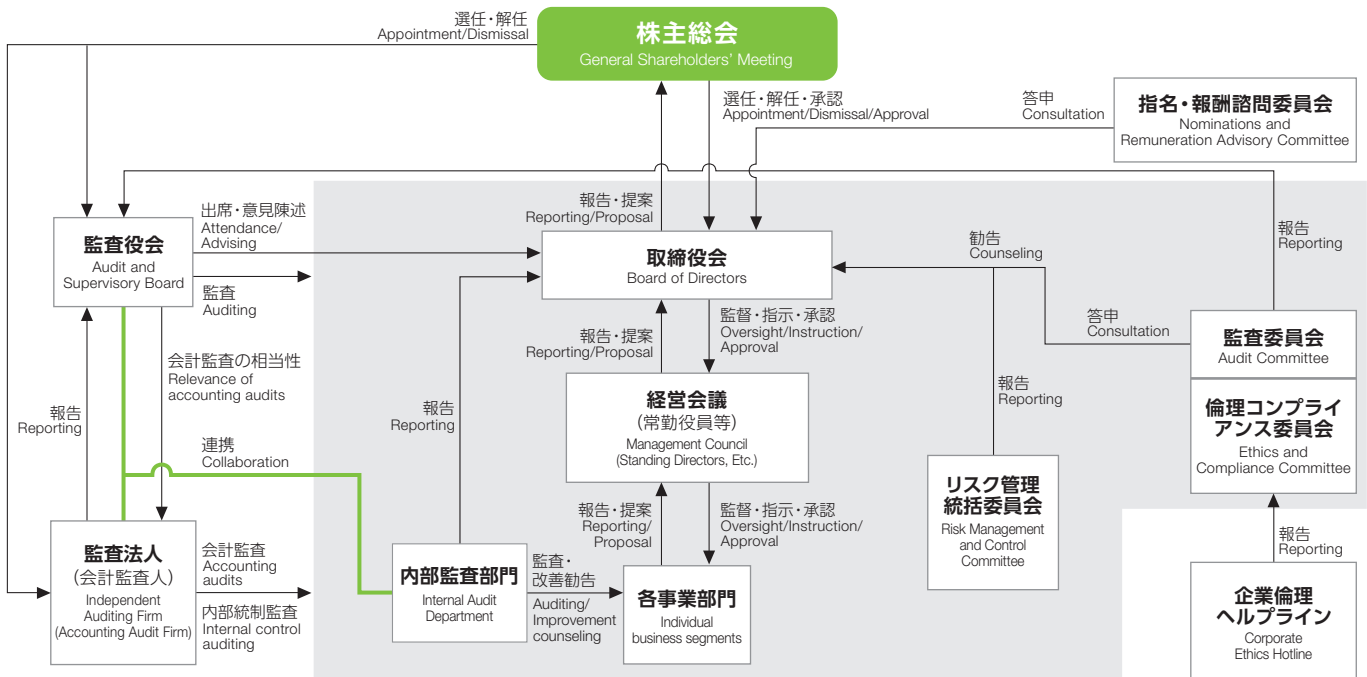 選任・解任
Appointment/Dismissal
株主総会
General Shareholders' Meeting
選任・解任・承認
Appointment/Dismissal/Approval
答申
Consultation
指名・報酬諮問委員会
Nominations and
Remuneration Advisory Committee
出席・意見陳述
Attendance/
Advising
報告・提案
Reporting/Proposal
監査役会
Audit and
Supervisory Board
監査
Auditing
取締役会
Board of Directors
勧告
Counseling
報告
Reporting
答申
Consultation
監査委員会
Audit Committee
報告・提案
Reporting/Proposal
監督・指示・承認
Oversight/Instruction/
Approval
会計監査の相当性
Relevance of
accounting audits
報告
Reporting
報告
Reporting
経営会議
(常勤役員等)
Management Council
(Standing Directors, Etc.)
報告
Reporting
倫理コンプライ
アンス委員会
Ethics and
Compliance Committee
連携
Collaboration
リスク管理
統括委員会
Risk Management
and Control
Committee
報告・提案
Reporting/
Proposal
監督・指示・承認
Oversight/Instruction/
Approval
監査法人
(会計監査人)
Independent
Auditing Firm
(Accounting Audit Firm)
会計監査
Accounting
audits
内部統制監査
Internal control
auditing
内部監査部門
Internal Audit
Department
監査・
改善勧告
Auditing/
Improvement
counseling
各事業部門
Individual
business segments
報告
Reporting
企業倫理
ヘルプライン
Corporate
Ethics Hotline